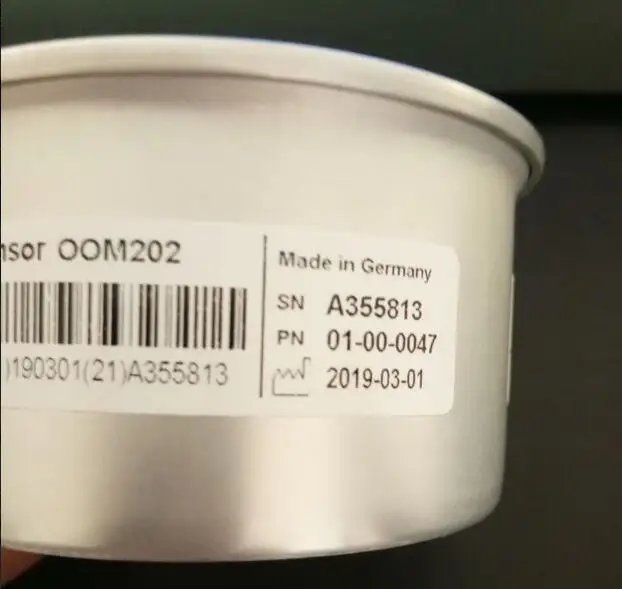 nsor OOM202
)190301(21)A355813
Made in Germany
SN A355813
PN 01-00-0047
2019-03-01